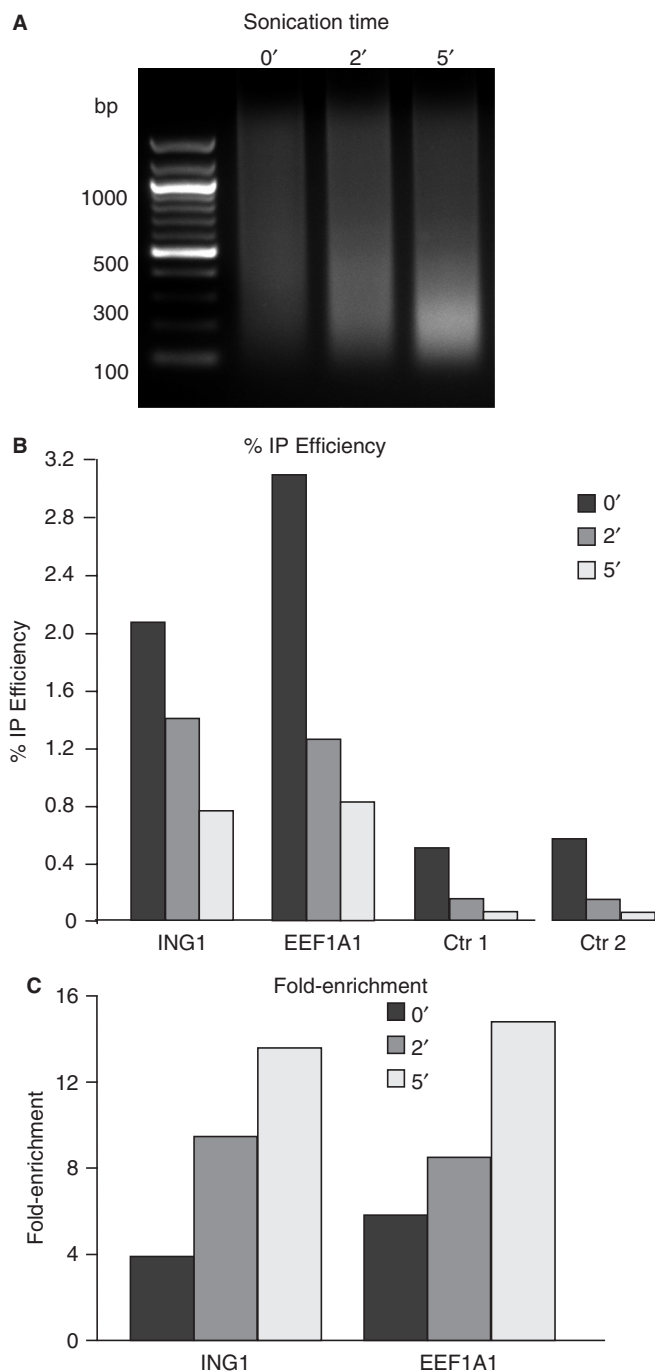 A
Sonication time
0′ 2′ 5′
bp
1000
500
300
100
B
% IP Efficiency
3.2
2.8
2.4
2.0
1.6
1.2
0.8
0.4
0
% IP Efficiency
0′
2′
5′
ING1 EEF1A1 Ctr 1 Ctr 2
C
Fold-enrichment
16
12
8
4
0
Fold-enrichment
0′
2′
5′
ING1 EEF1A1